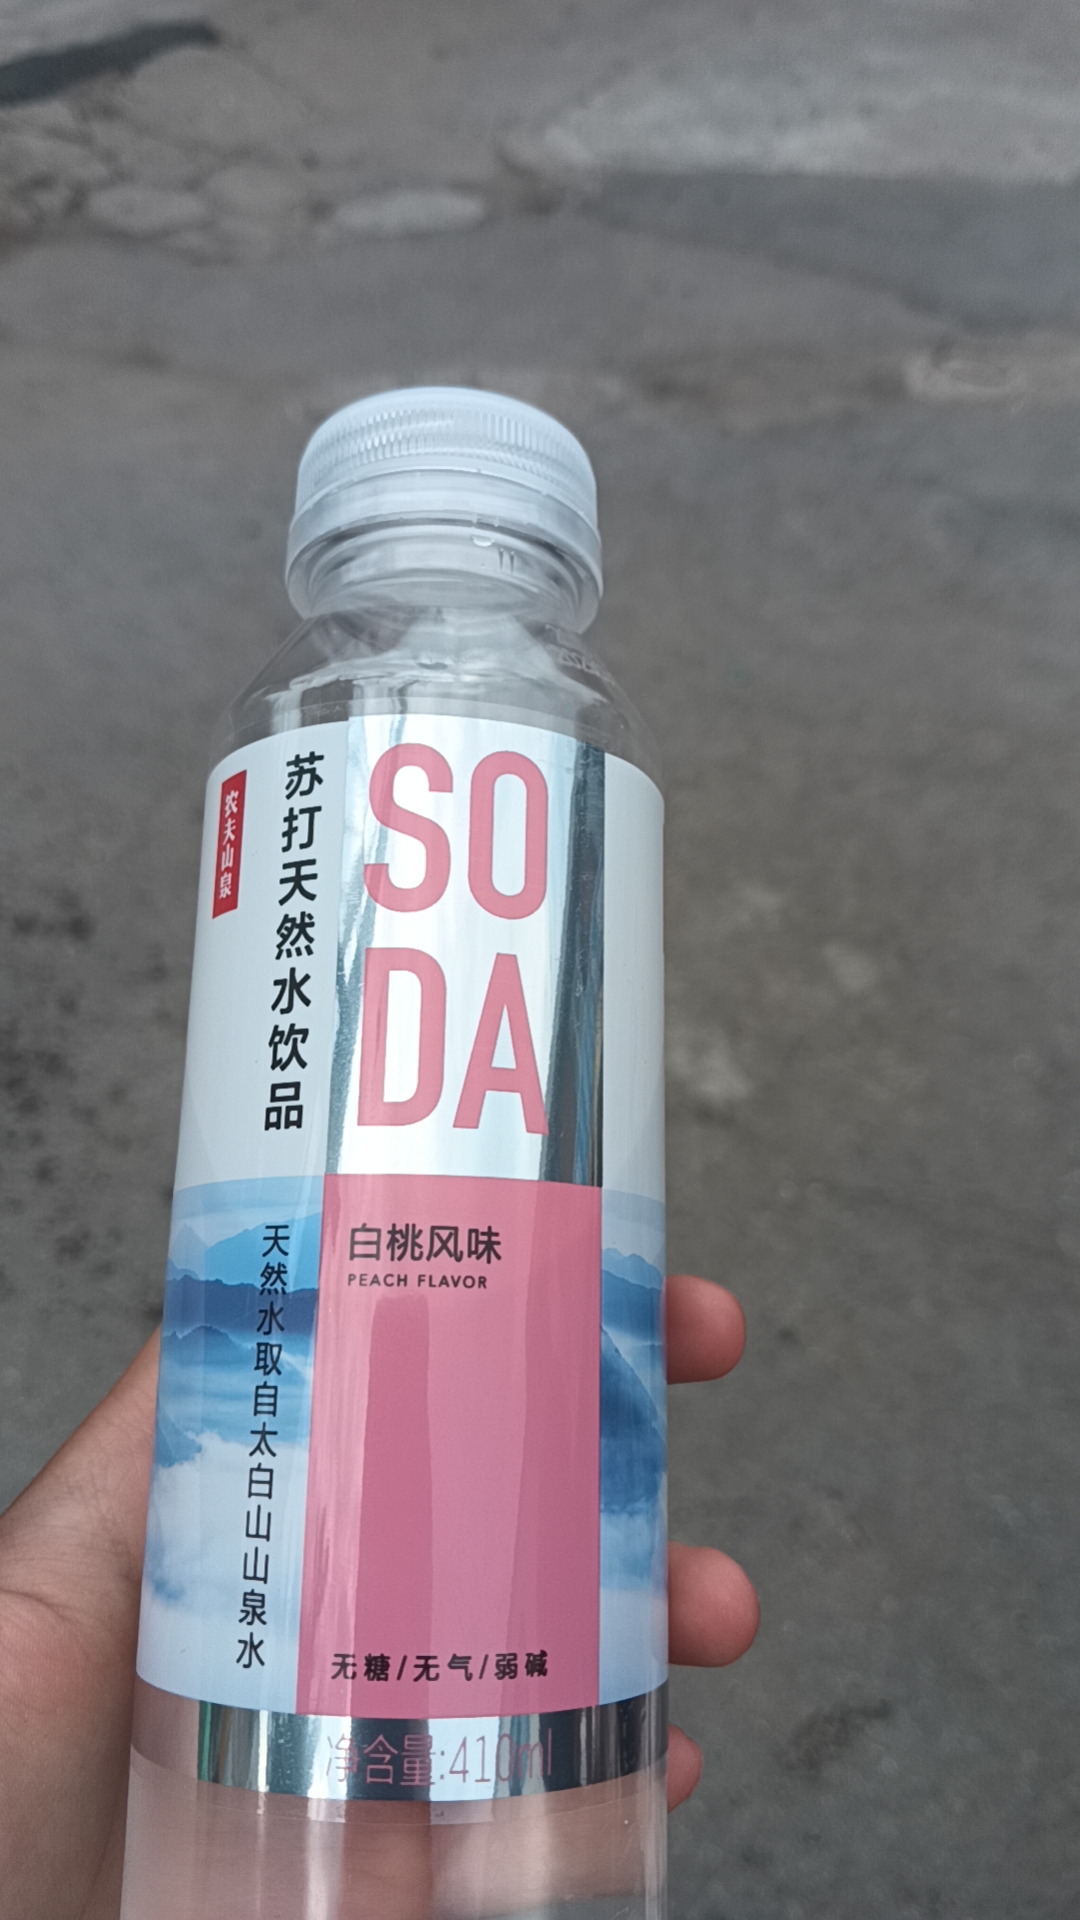 农夫山泉
苏打天然水饮品
SO
DA
白桃风味
PEACH FLAVOR
天然水取自太白山山泉水
无糖/无气/弱碱
净含量:410ml